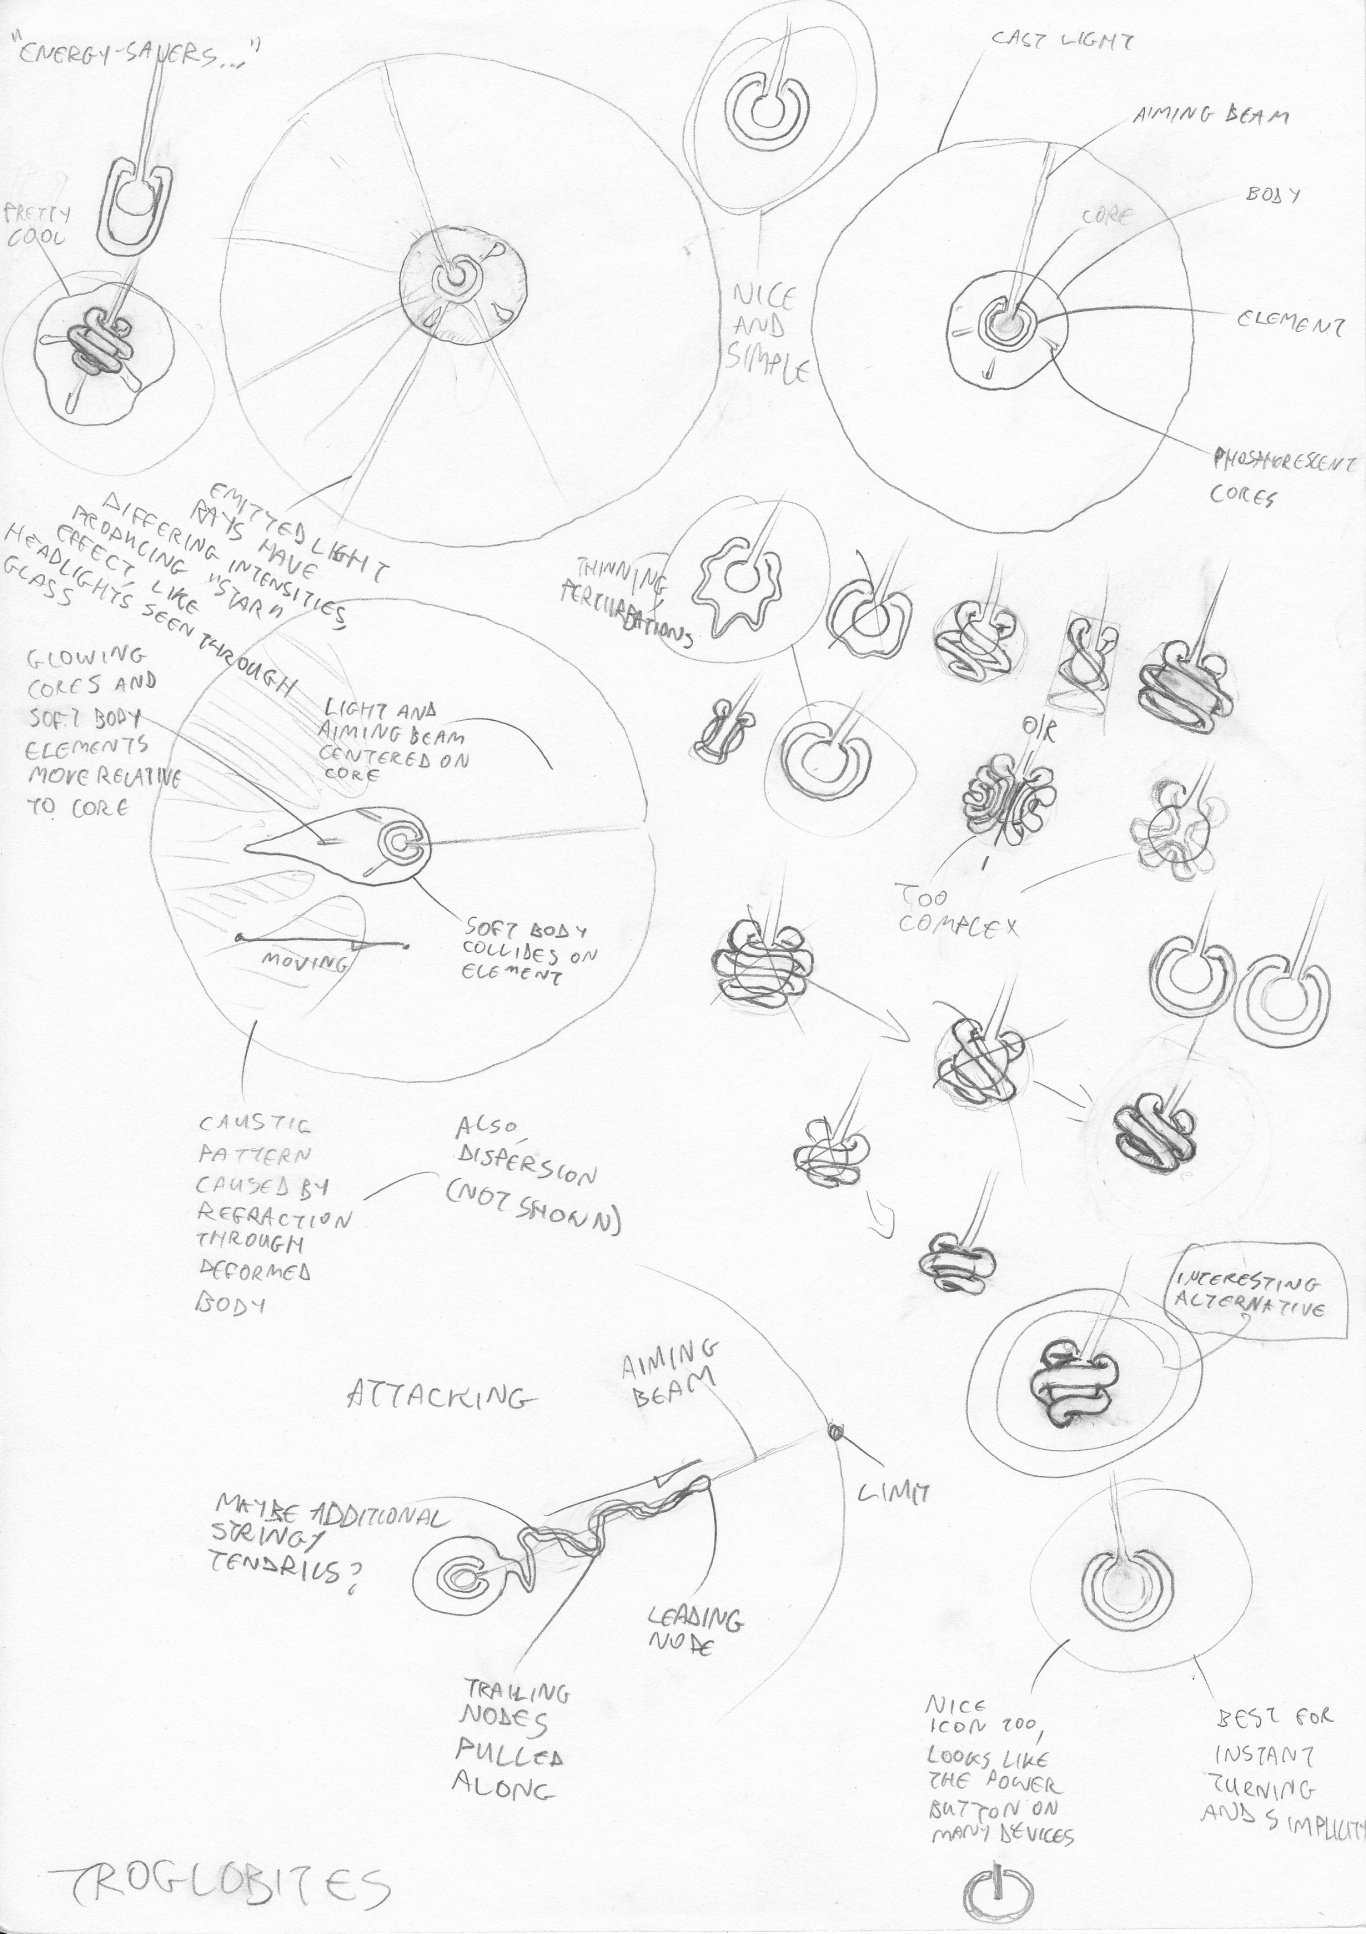 "ENERGY-SAVERS..."
CAST LIGHT
AIMING BEAM
BODY
CORE
ELEMENT
PHOSPHORESCENT
CORES
PRETTY
COOL
NICE
AND
SIMPLE
EMITTED LIGHT
RAYS HAVE
DIFFERING INTENSITIES,
PRODUCING "STAR"
EFFECT, LIKE
HEADLIGHTS SEEN THROUGH
GLASS
THINNING,
PERTURBATIONS
GLOWING
CORES AND
SOFT BODY
ELEMENTS
MOVE RELATIVE
TO CORE
LIGHT AND
AIMING BEAM
CENTERED ON
CORE
O/R
TOO
COMPLEX
SOFT BODY
COLLIDES ON
ELEMENT
MOVING
CAUSTIC
PATTERN
CAUSED BY
REFRACTION
THROUGH
DEFORMED
BODY
ALSO,
DISPERSION
(NOT SHOWN)
INTERESTING
ALTERNATIVE
ATTACKING
AIMING
BEAM
LIMIT
MAYBE ADDITIONAL
STRINGY
TENDRILS?
LEADING
NODE
TRAILING
NODES
PULLED
ALONG
NICE
ICON TOO,
LOOKS LIKE
THE POWER
BUTTON ON
MANY DEVICES
BEST FOR
INSTANT
TURNING
AND SIMPLICITY
TROGLOBITES